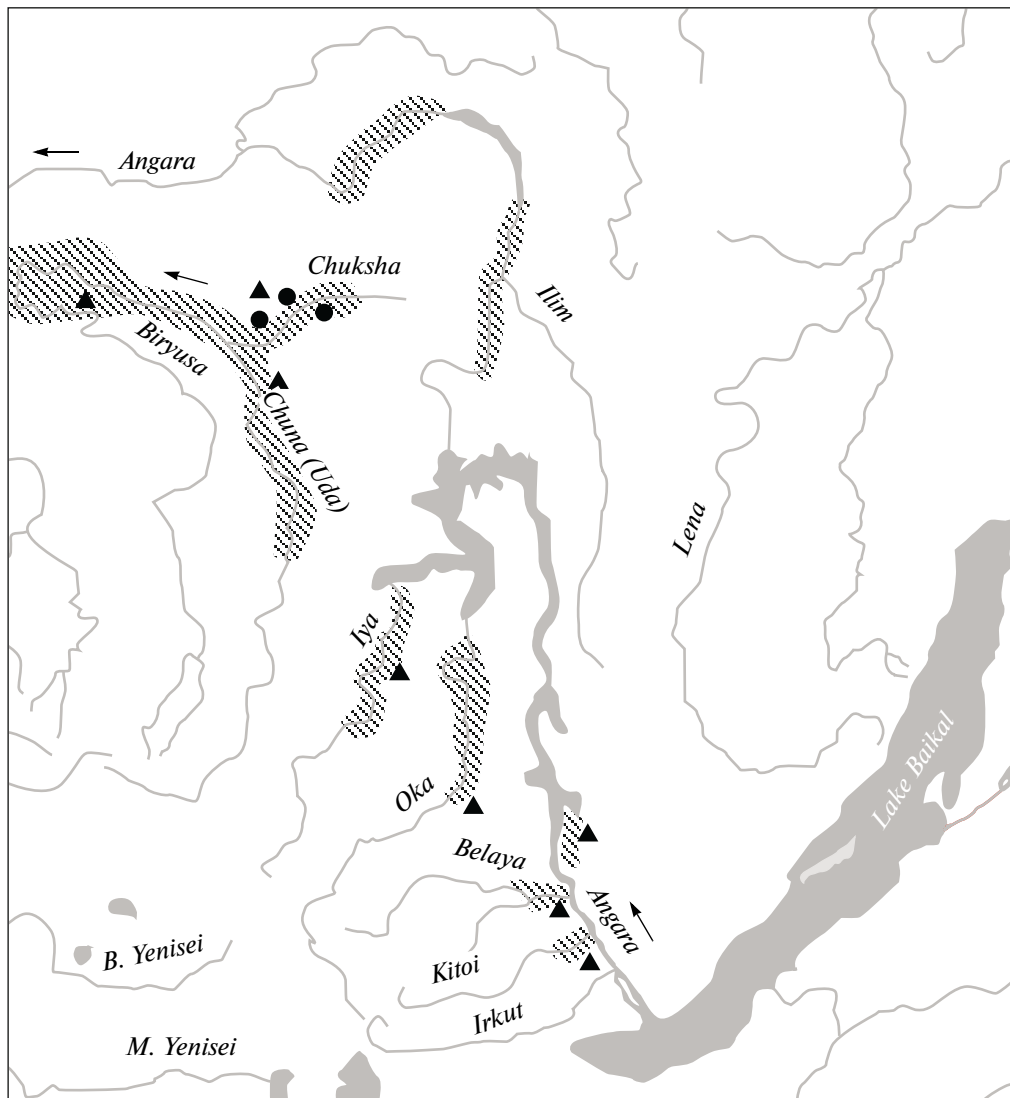 Angara
Chuksha
Ilim
Biryusa
Chuna (Uda)
Lena
Iya
Oka
Lake Baikal
Belaya
Angara
B. Yenisei
Kitoi
Irkut
M. Yenisei